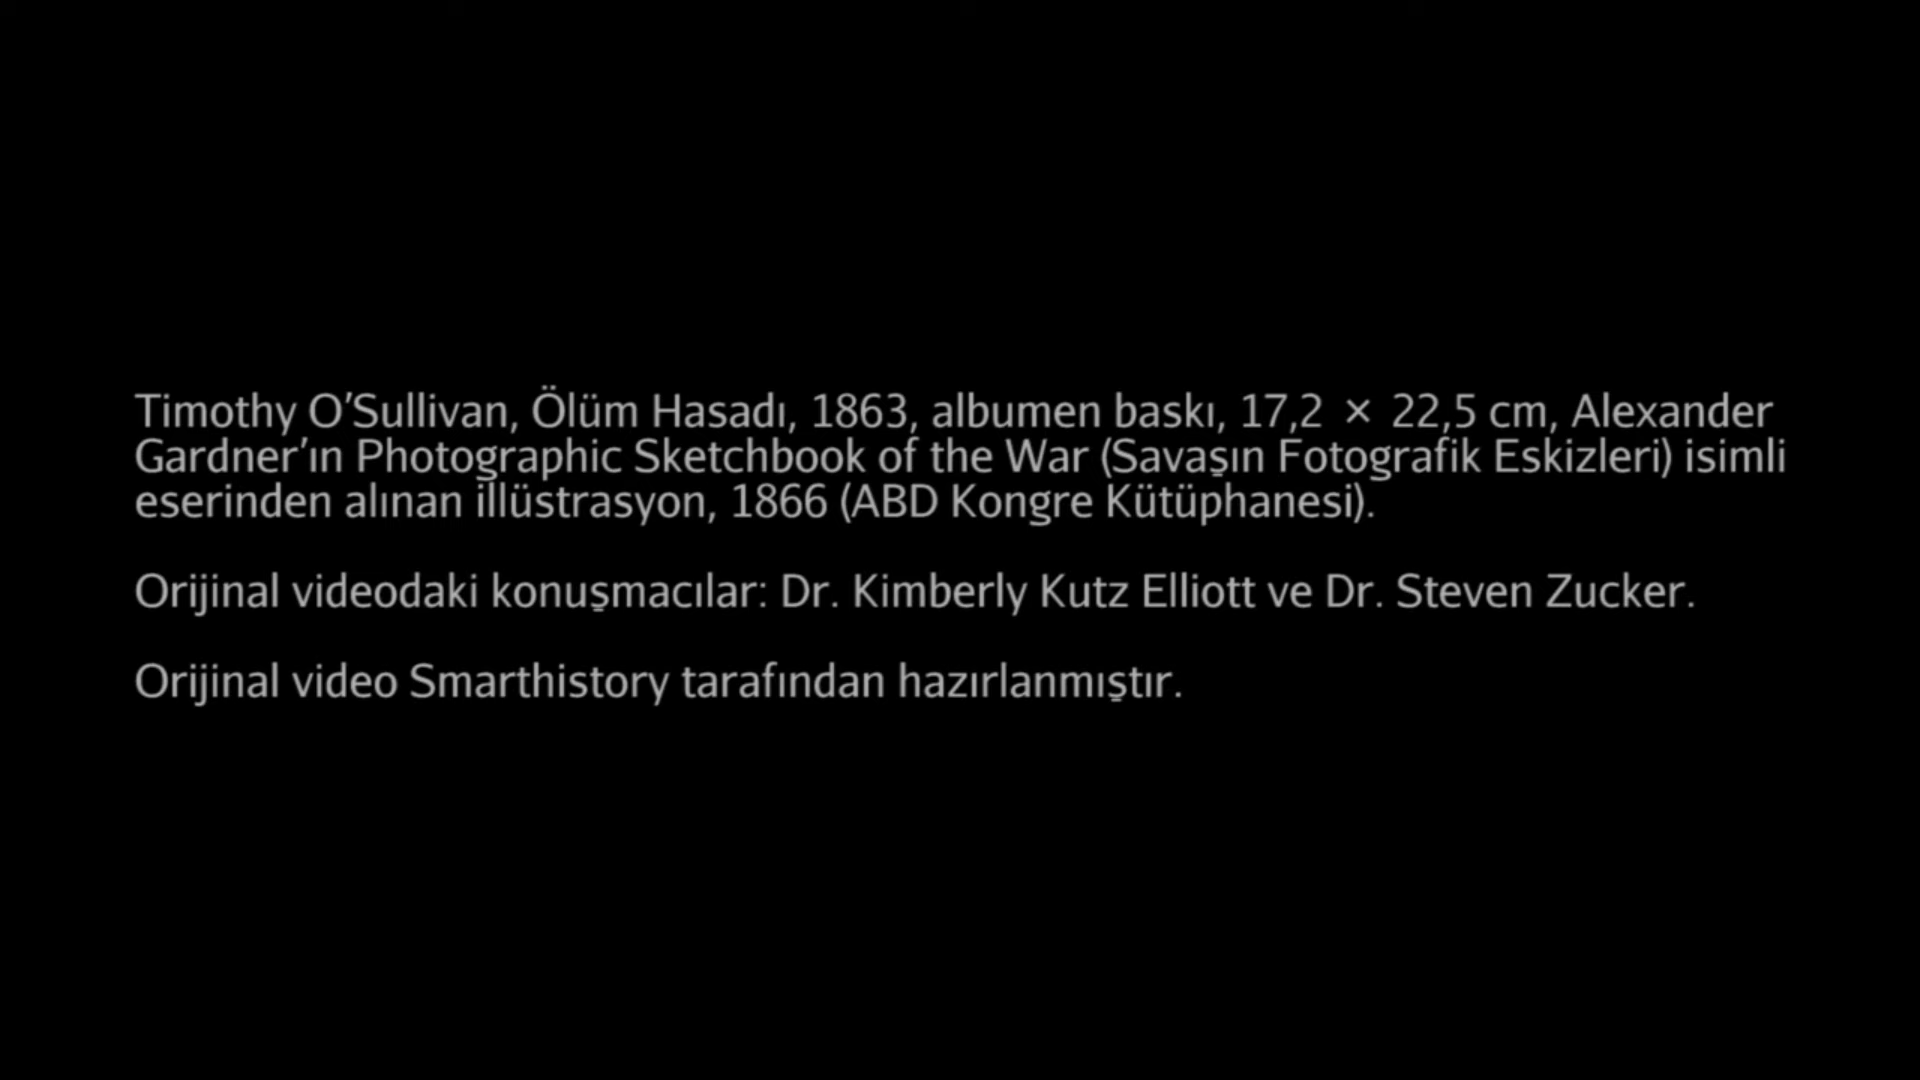 Timothy O’Sullivan, Ölüm Hasadı, 1863, albumen baskı, 17,2 × 22,5 cm, Alexander
Gardner’ın Photographic Sketchbook of the War (Savaşın Fotografik Eskizleri) isimli
eserinden alınan illüstrasyon, 1866 (ABD Kongre Kütüphanesi).
Orijinal videodaki konuşmacılar: Dr. Kimberly Kutz Elliott ve Dr. Steven Zucker.
Orijinal video Smarthistory tarafından hazırlanmıştır.